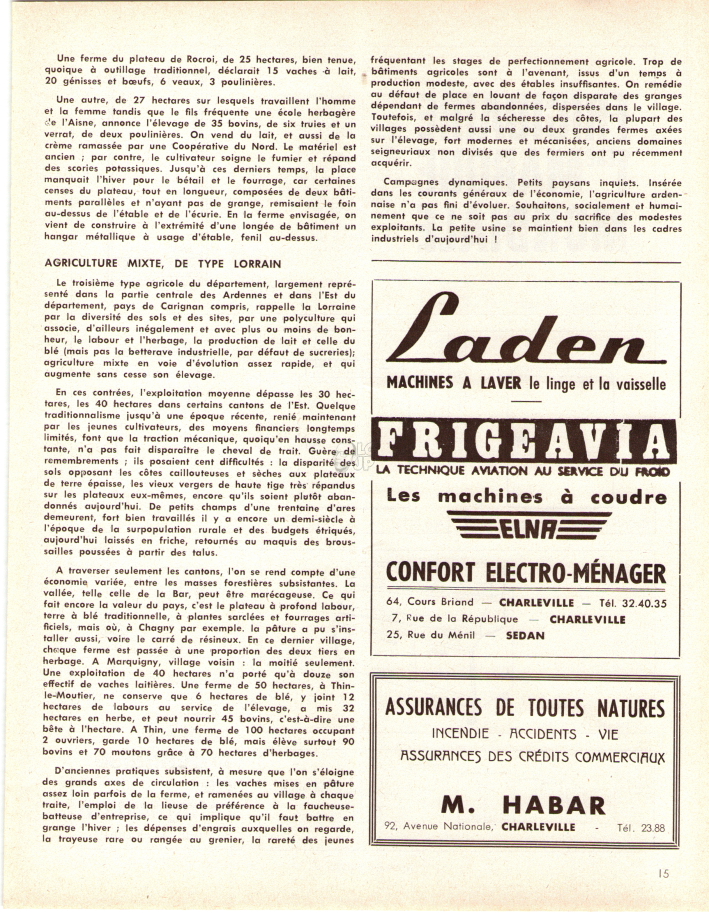 Une ferme du plateau de Rocroi, de 25 hectares, bien tenue,
quoique à outillage traditionnel, déclarait 15 vaches à lait,
20 génisses et bœufs, 6 veaux, 3 poulinières.
Une autre, de 27 hectares sur lesquels travaillent l'homme
et la femme tandis que le fils fréquente une école herbagère
de l'Aisne, annonce l'élevage de 35 bovins, de six truies et un
verrat, de deux poulinières. On vend du lait, et aussi de la
crème ramassée par une Coopérative du Nord. Le matériel est
ancien ; par contre, le cultivateur soigne le fumier et répand
des scories potassiques. Jusqu'à ces derniers temps, la place
manquait l'hiver pour le bétail et le fourrage, car certaines
censes du plateau, tout en longueur, composées de deux bâti-
ments parallèles et n'ayant pas de grange, remisaient le foin
au-dessus de l'étable et de l'écurie. En la ferme envisagée, on
vient de construire à l'extrémité d'une longée de bâtiment un
hangar métallique à usage d'étable, fenil au-dessus.
AGRICULTURE MIXTE, DE TYPE LORRAIN
Le troisième type agricole du département, largement repré-
senté dans la partie centrale des Ardennes et dans l'Est du
département, pays de Carignan compris, rappelle la Lorraine
par la diversité des sols et des sites, par une polyculture qui
associe, d'ailleurs inégalement et avec plus ou moins de bon-
heur, le labour et l'herbage, la production de lait et celle du
blé (mais pas la betterave industrielle, par défaut de sucreries);
agriculture mixte en voie d'évolution assez rapide, et qui
augmente sans cesse son élevage.
En ces contrées, l'exploitation moyenne dépasse les 30 hec-
tares, les 40 hectares dans certains cantons de l'Est. Quelque
traditionnalisme jusqu'à une époque récente, renié maintenant
par les jeunes cultivateurs, des moyens financiers longtemps
limités, font que la traction mécanique, quoiqu'en hausse cons-
tante, n'a pas fait disparaître le cheval de trait. Guère de
remembrements ; ils posaient cent difficultés : la disparité des
sols opposant les côtes caillouteuses et sèches aux plateaux
de terre épaisse, les vieux vergers de haute tige très répandus
sur les plateaux eux-mêmes, encore qu'ils soient plutôt aban-
donnés aujourd'hui. De petits champs d'une trentaine d'ares
demeurent, fort bien travaillés il y a encore un demi-siècle à
l'époque de la surpopulation rurale et des budgets étriqués,
aujourd'hui laissés en friche, retournés au maquis des brous-
sailles poussées à partir des talus.
A traverser seulement les cantons, l'on se rend compte d'une
économie variée, entre les masses forestières subsistantes. La
vallée, telle celle de la Bar, peut être marécageuse. Ce qui
fait encore la valeur du pays, c'est le plateau à profond labour,
terre à blé traditionnelle, à plantes sarclées et fourrages arti-
ficiels, mais où, à Chagny par exemple. la pâture a pu s'ins-
taller aussi, voire le carré de résineux. En ce dernier village,
chaque ferme est passée à une proportion des deux tiers en
herbage. A Marquigny, village voisin : la moitié seulement.
Une exploitation de 40 hectares n'a porté qu'à douze son
effectif de vaches laitières. Une ferme de 50 hectares, à Thin-
le-Moutier, ne conserve que 6 hectares de blé, y joint 12
hectares de labours au service de l'élevage, a mis 32
hectares en herbe, et peut nourrir 45 bovins, c'est-à-dire une
bête à l'hectare. A Thin, une ferme de 100 hectares occupant
2 ouvriers, garde 10 hectares de blé, mais élève surtout 90
bovins et 70 moutons grâce à 70 hectares d'herbages.
D'anciennes pratiques subsistent, à mesure que l'on s'éloigne
des grands axes de circulation : les vaches mises en pâture
assez loin parfois de la ferme, et ramenées au village à chaque
traite, l'emploi de la lieuse de préférence à la faucheuse-
batteuse d'entreprise, ce qui implique qu'il faut battre en
grange l'hiver ; les dépenses d'engrais auxquelles on regarde,
la trayeuse rare ou rangée au grenier, la rareté des jeunes
fréquentant les stages de perfectionnement agricole. Trop de
bâtiments agricoles sont à l'avenant, issus d'un temps à
production modeste, avec des étables insuffisantes. On remédie
au défaut de place en louant de façon disparate des granges
dépendant de fermes abandonnées, dispersées dans le village.
Toutefois, et malgré la sécheresse des côtes, la plupart des
villages possèdent aussi une ou deux grandes fermes axées
sur l'élevage, fort modernes et mécanisées, anciens domaines
seigneuriaux non divisés que des fermiers ont pu récemment
acquérir.
Campagnes dynamiques. Petits paysans inquiets. Insérée
dans les courants généraux de l'économie, l'agriculture arden-
naise n'a pas fini d'évoluer. Souhaitons, socialement et humai-
nement que ce ne soit pas au prix du sacrifice des modestes
exploitants. La petite usine se maintient bien dans les cadres
industriels d'aujourd'hui !
Laden
MACHINES A LAVER le linge et la vaisselle
FRIGEAVIA
LA TECHNIQUE AVIATION AU SERVICE DU FROID
Les machines à coudre
ELNA
CONFORT ELECTRO-MÉNAGER
64, Cours Briand — CHARLEVILLE — Tél. 32.40.35
7, Rue de la République — CHARLEVILLE
25, Rue du Ménil — SEDAN
ASSURANCES DE TOUTES NATURES
INCENDIE - ACCIDENTS - VIE
ASSURANCES DES CRÉDITS COMMERCIAUX
M. HABAR
92, Avenue Nationale, CHARLEVILLE - Tél. 23.88
15